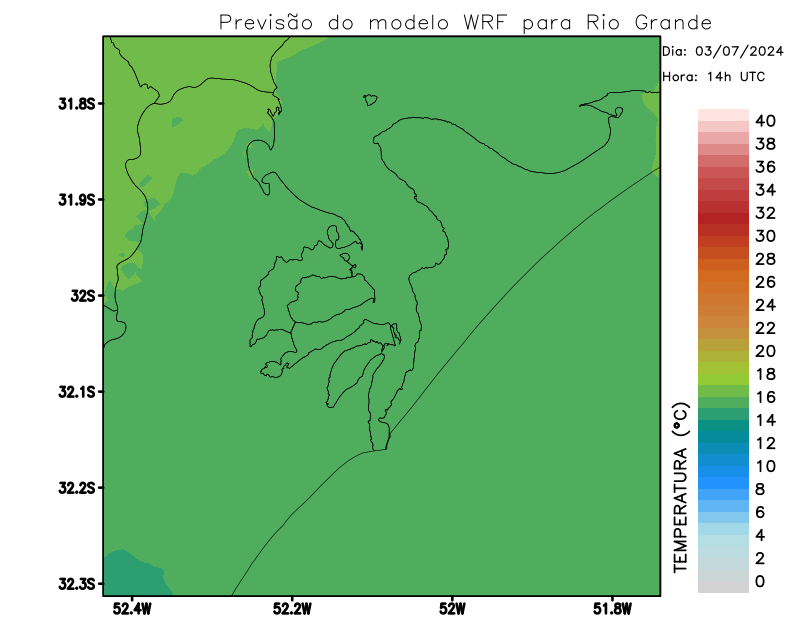 Previsão do modelo WRF para Rio Grande
Dia: 03/07/2024
Hora: 14h UTC
31.8S
31.9S
32S
32.1S
32.2S
32.3S
52.4W
52.2W
52W
51.8W
TEMPERATURA (°C)
40
38
36
34
32
30
28
26
24
22
20
18
16
14
12
10
8
6
4
2
0